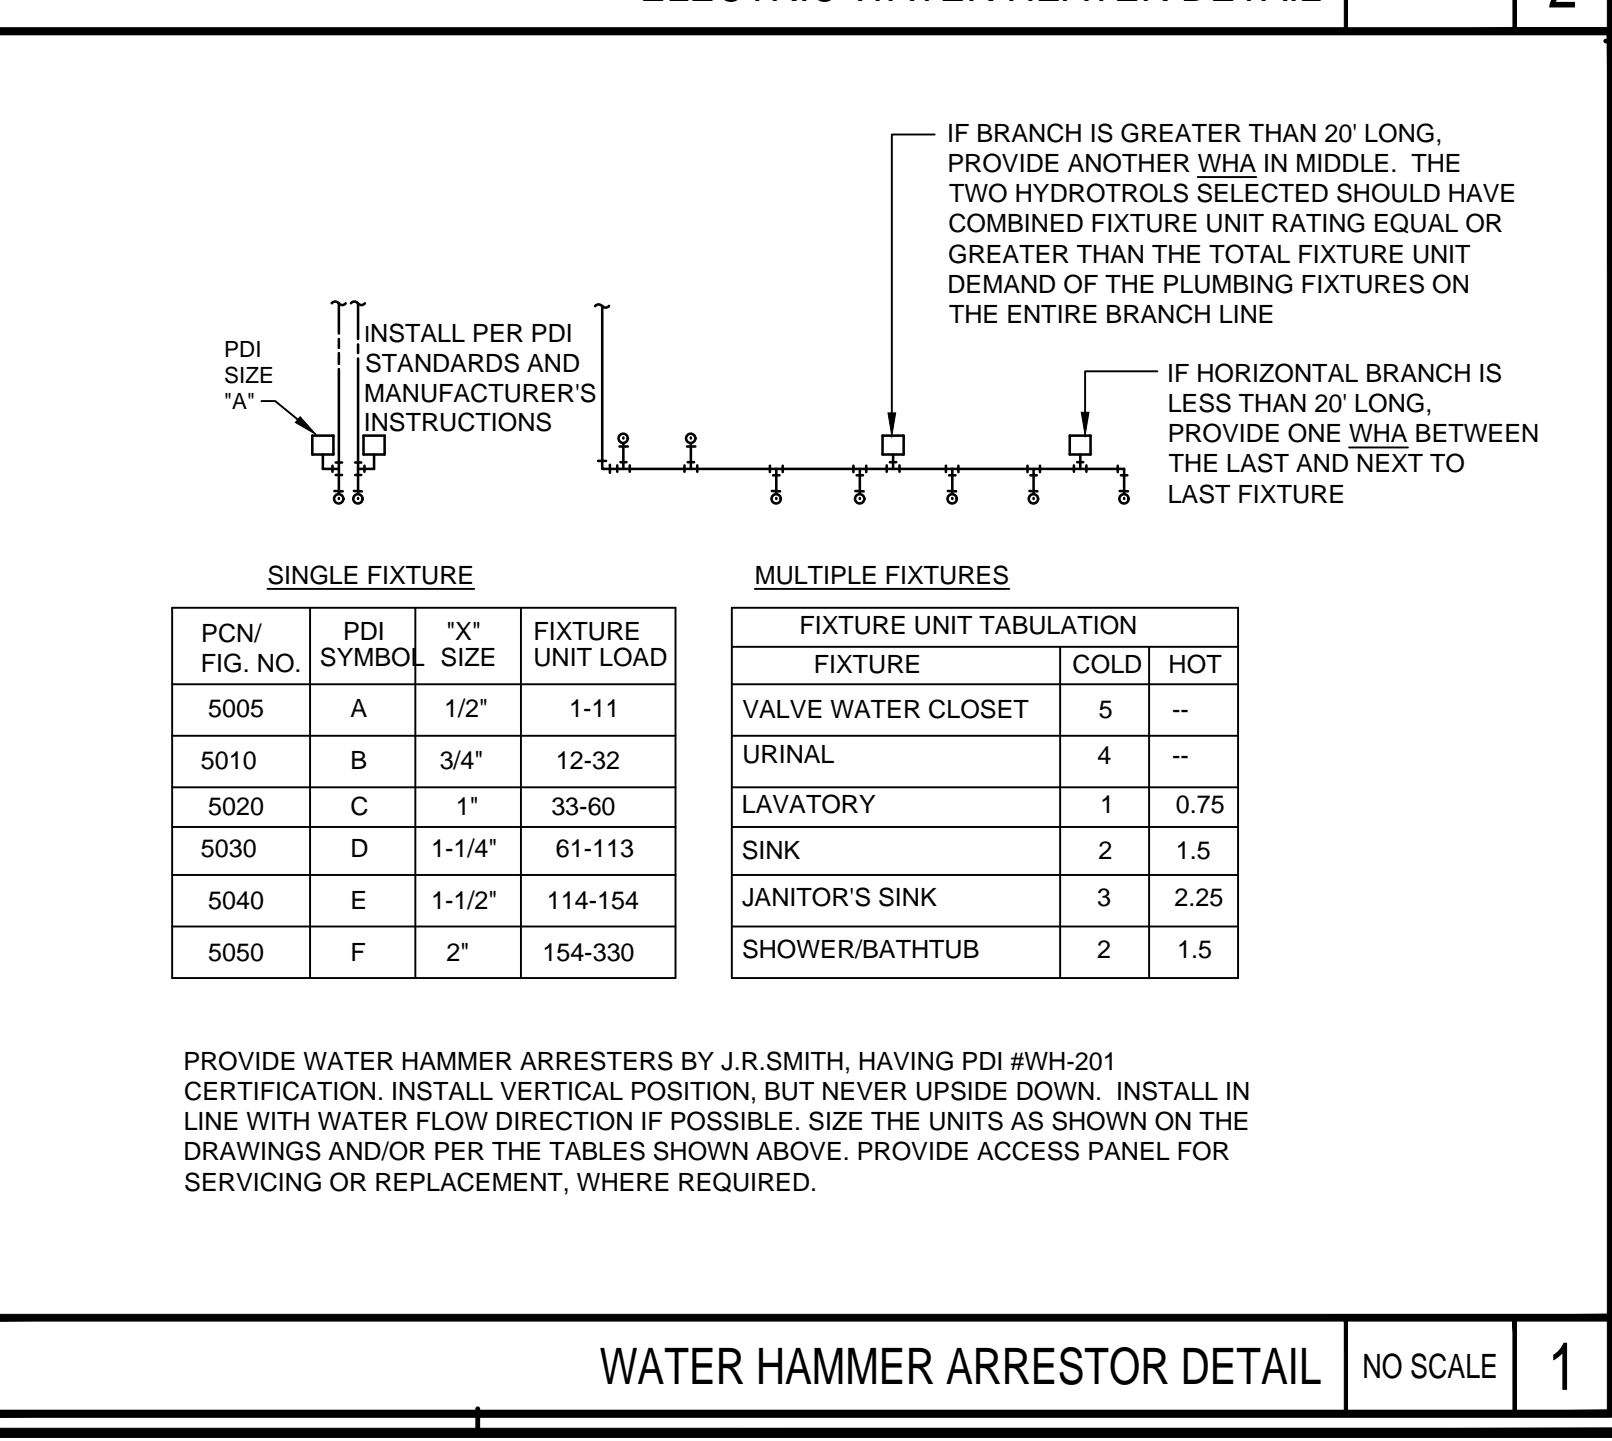 IF BRANCH IS GREATER THAN 20' LONG,
PROVIDE ANOTHER WHA IN MIDDLE. THE
TWO HYDROTROLS SELECTED SHOULD HAVE
COMBINED FIXTURE UNIT RATING EQUAL OR
GREATER THAN THE TOTAL FIXTURE UNIT
DEMAND OF THE PLUMBING FIXTURES ON
THE ENTIRE BRANCH LINE
PDI
SIZE
"A"
INSTALL PER PDI
STANDARDS AND
MANUFACTURER'S
INSTRUCTIONS
IF HORIZONTAL BRANCH IS
LESS THAN 20' LONG,
PROVIDE ONE WHA BETWEEN
THE LAST AND NEXT TO
LAST FIXTURE
SINGLE FIXTURE
PCN/ FIG. NO. PDI SYMBOL "X" SIZE FIXTURE UNIT LOAD
5005 A 1/2" 1-11
5010 B 3/4" 12-32
5020 C 1" 33-60
5030 D 1-1/4" 61-113
5040 E 1-1/2" 114-154
5050 F 2" 154-330
MULTIPLE FIXTURES
FIXTURE UNIT TABULATION
FIXTURE COLD HOT
VALVE WATER CLOSET 5 --
URINAL 4 --
LAVATORY 1 0.75
SINK 2 1.5
JANITOR'S SINK 3 2.25
SHOWER/BATHTUB 2 1.5
PROVIDE WATER HAMMER ARRESTERS BY J.R.SMITH, HAVING PDI #WH-201
CERTIFICATION. INSTALL VERTICAL POSITION, BUT NEVER UPSIDE DOWN. INSTALL IN
LINE WITH WATER FLOW DIRECTION IF POSSIBLE. SIZE THE UNITS AS SHOWN ON THE
DRAWINGS AND/OR PER THE TABLES SHOWN ABOVE. PROVIDE ACCESS PANEL FOR
SERVICING OR REPLACEMENT, WHERE REQUIRED.
WATER HAMMER ARRESTOR DETAIL NO SCALE 1